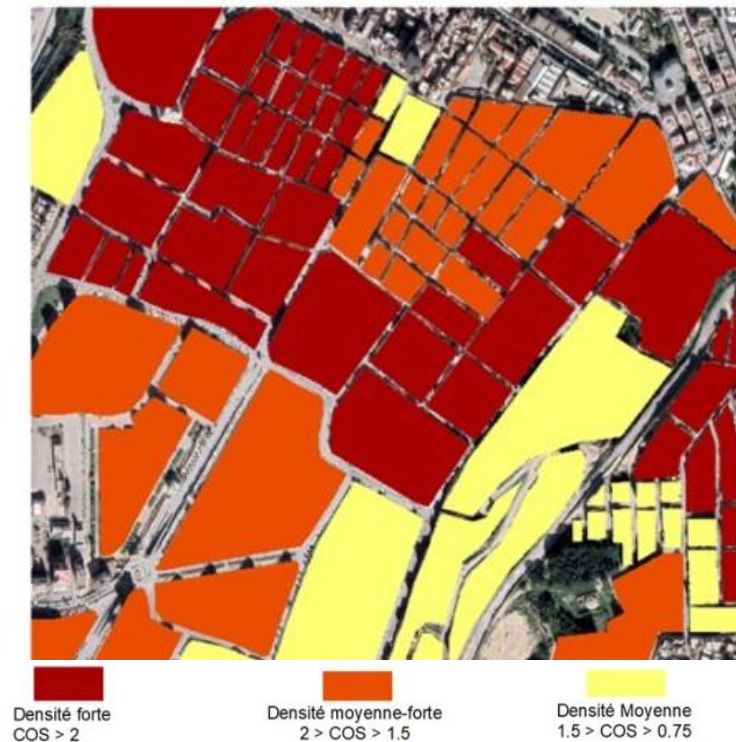 Densité forte
COS > 2
Densité moyenne-forte
2 > COS > 1.5
Densité Moyenne
1.5 > COS > 0.75